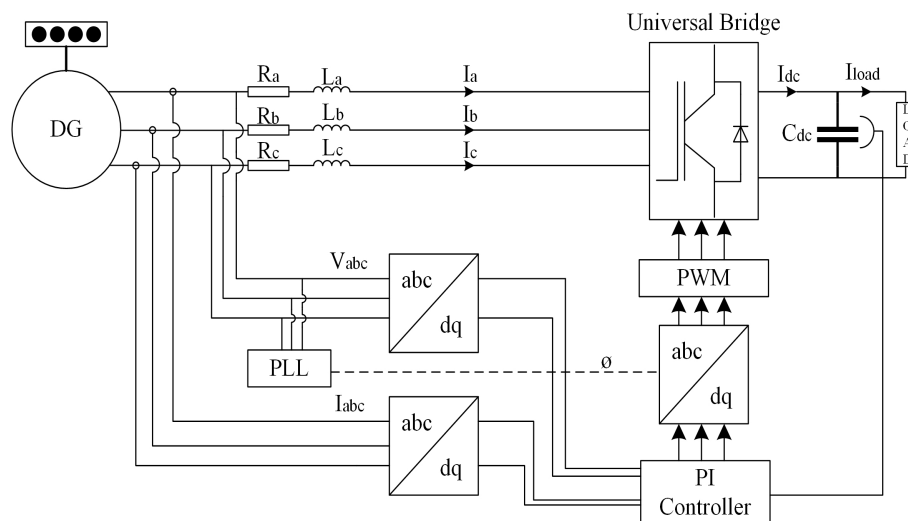 Universal Bridge
Ra
La
Ia
Idc
Iload
DG
Rb
Lb
Ib
Cdc
LOAD
Rc
Lc
Ic
Vabc
abc
dq
PWM
PLL
ø
abc
dq
Iabc
abc
dq
PI
Controller